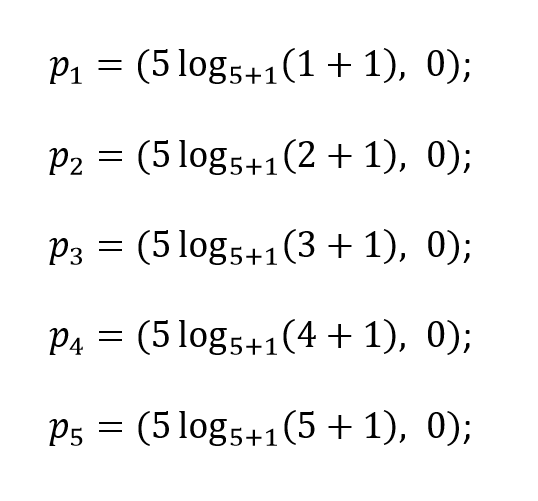 p₁ = (5 log₅₊₁(1 + 1), 0);
p₂ = (5 log₅₊₁(2 + 1), 0);
p₃ = (5 log₅₊₁(3 + 1), 0);
p₄ = (5 log₅₊₁(4 + 1), 0);
p₅ = (5 log₅₊₁(5 + 1), 0);